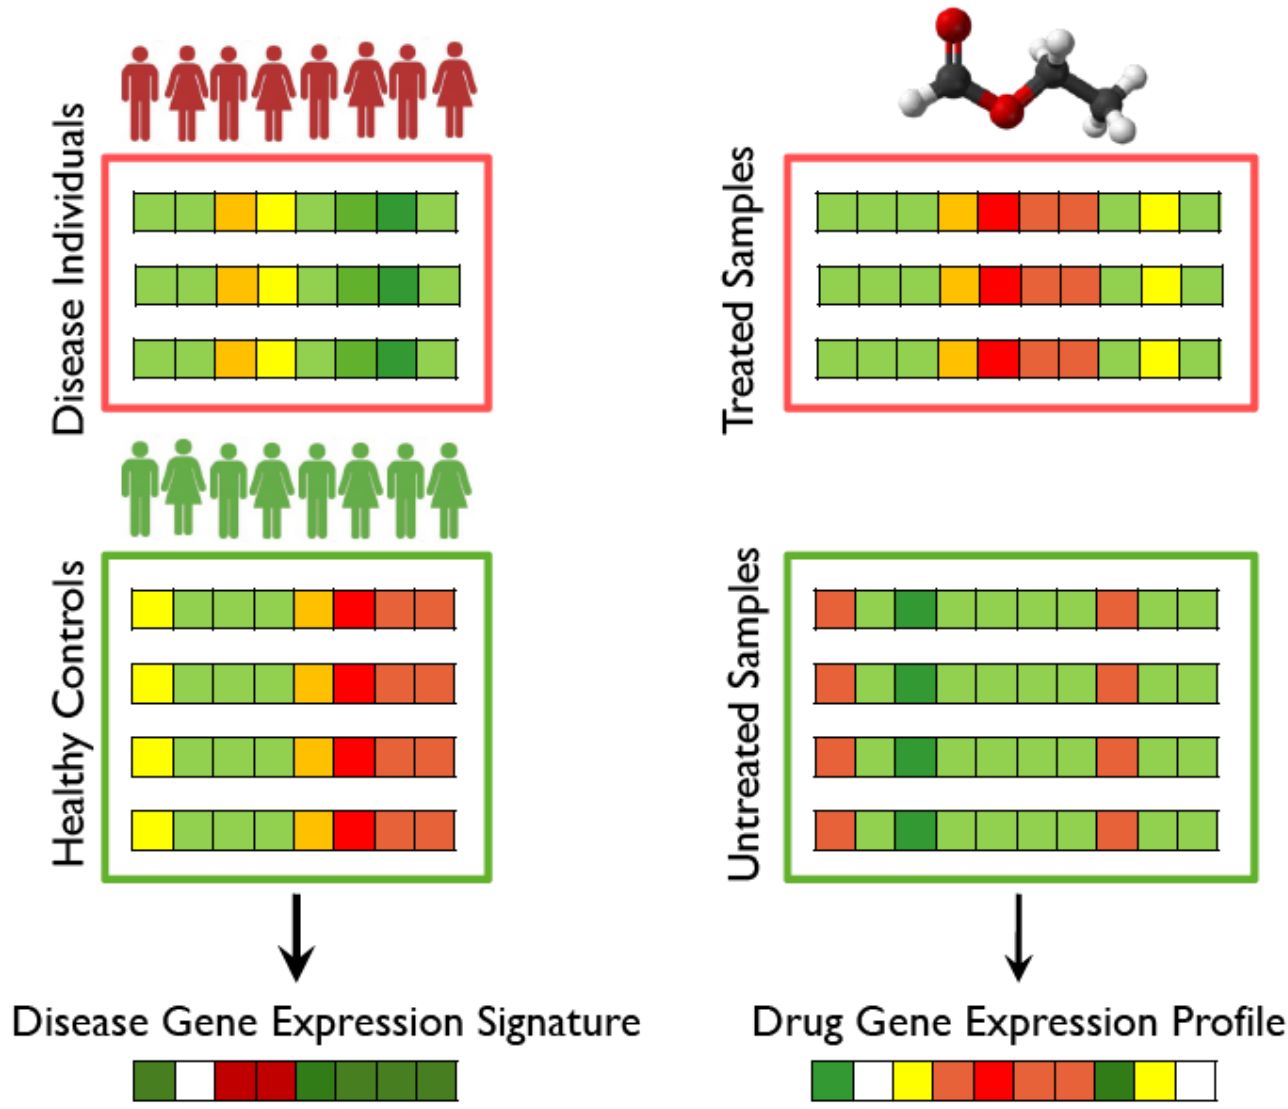 Disease Individuals
Treated Samples
Healthy Controls
Untreated Samples
Disease Gene Expression Signature
Drug Gene Expression Profile